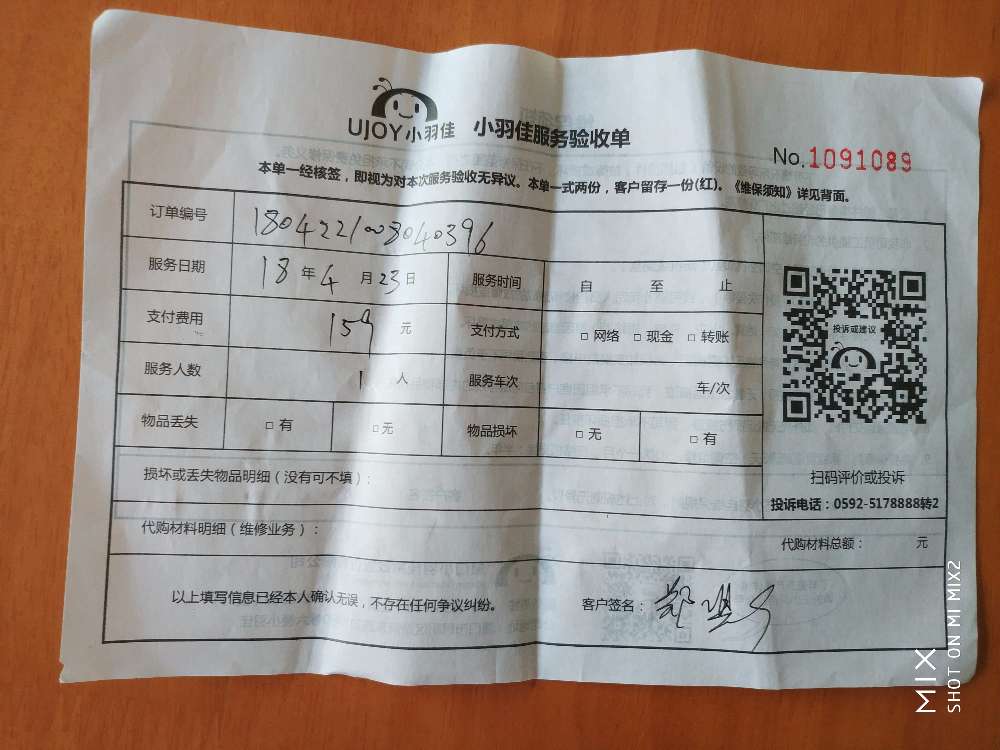 UJOY小羽佳 小羽佳服务验收单
No.1091089
本单一经核签，即视为对本次服务验收无异议。本单一式两份，客户留存一份(红)。《维保须知》详见背面。
订单编号 1804221008040396
服务日期 18 年 4 月 23 日 服务时间 自 至 止
支付费用 159 元 支付方式 □ 网络 □ 现金 □ 转账
服务人数 1 人 服务车次 车/次
物品丢失 □ 有 □ 无 物品损坏 □ 无 □ 有
投诉或建议
扫码评价或投诉
投诉电话：0592-5178888转2
损坏或丢失物品明细（没有可不填）：
代购材料明细（维修业务）：
代购材料总额： 元
以上填写信息已经本人确认无误，不存在任何争议纠纷。
客户签名：
MIX
SHOT ON MI MIX2